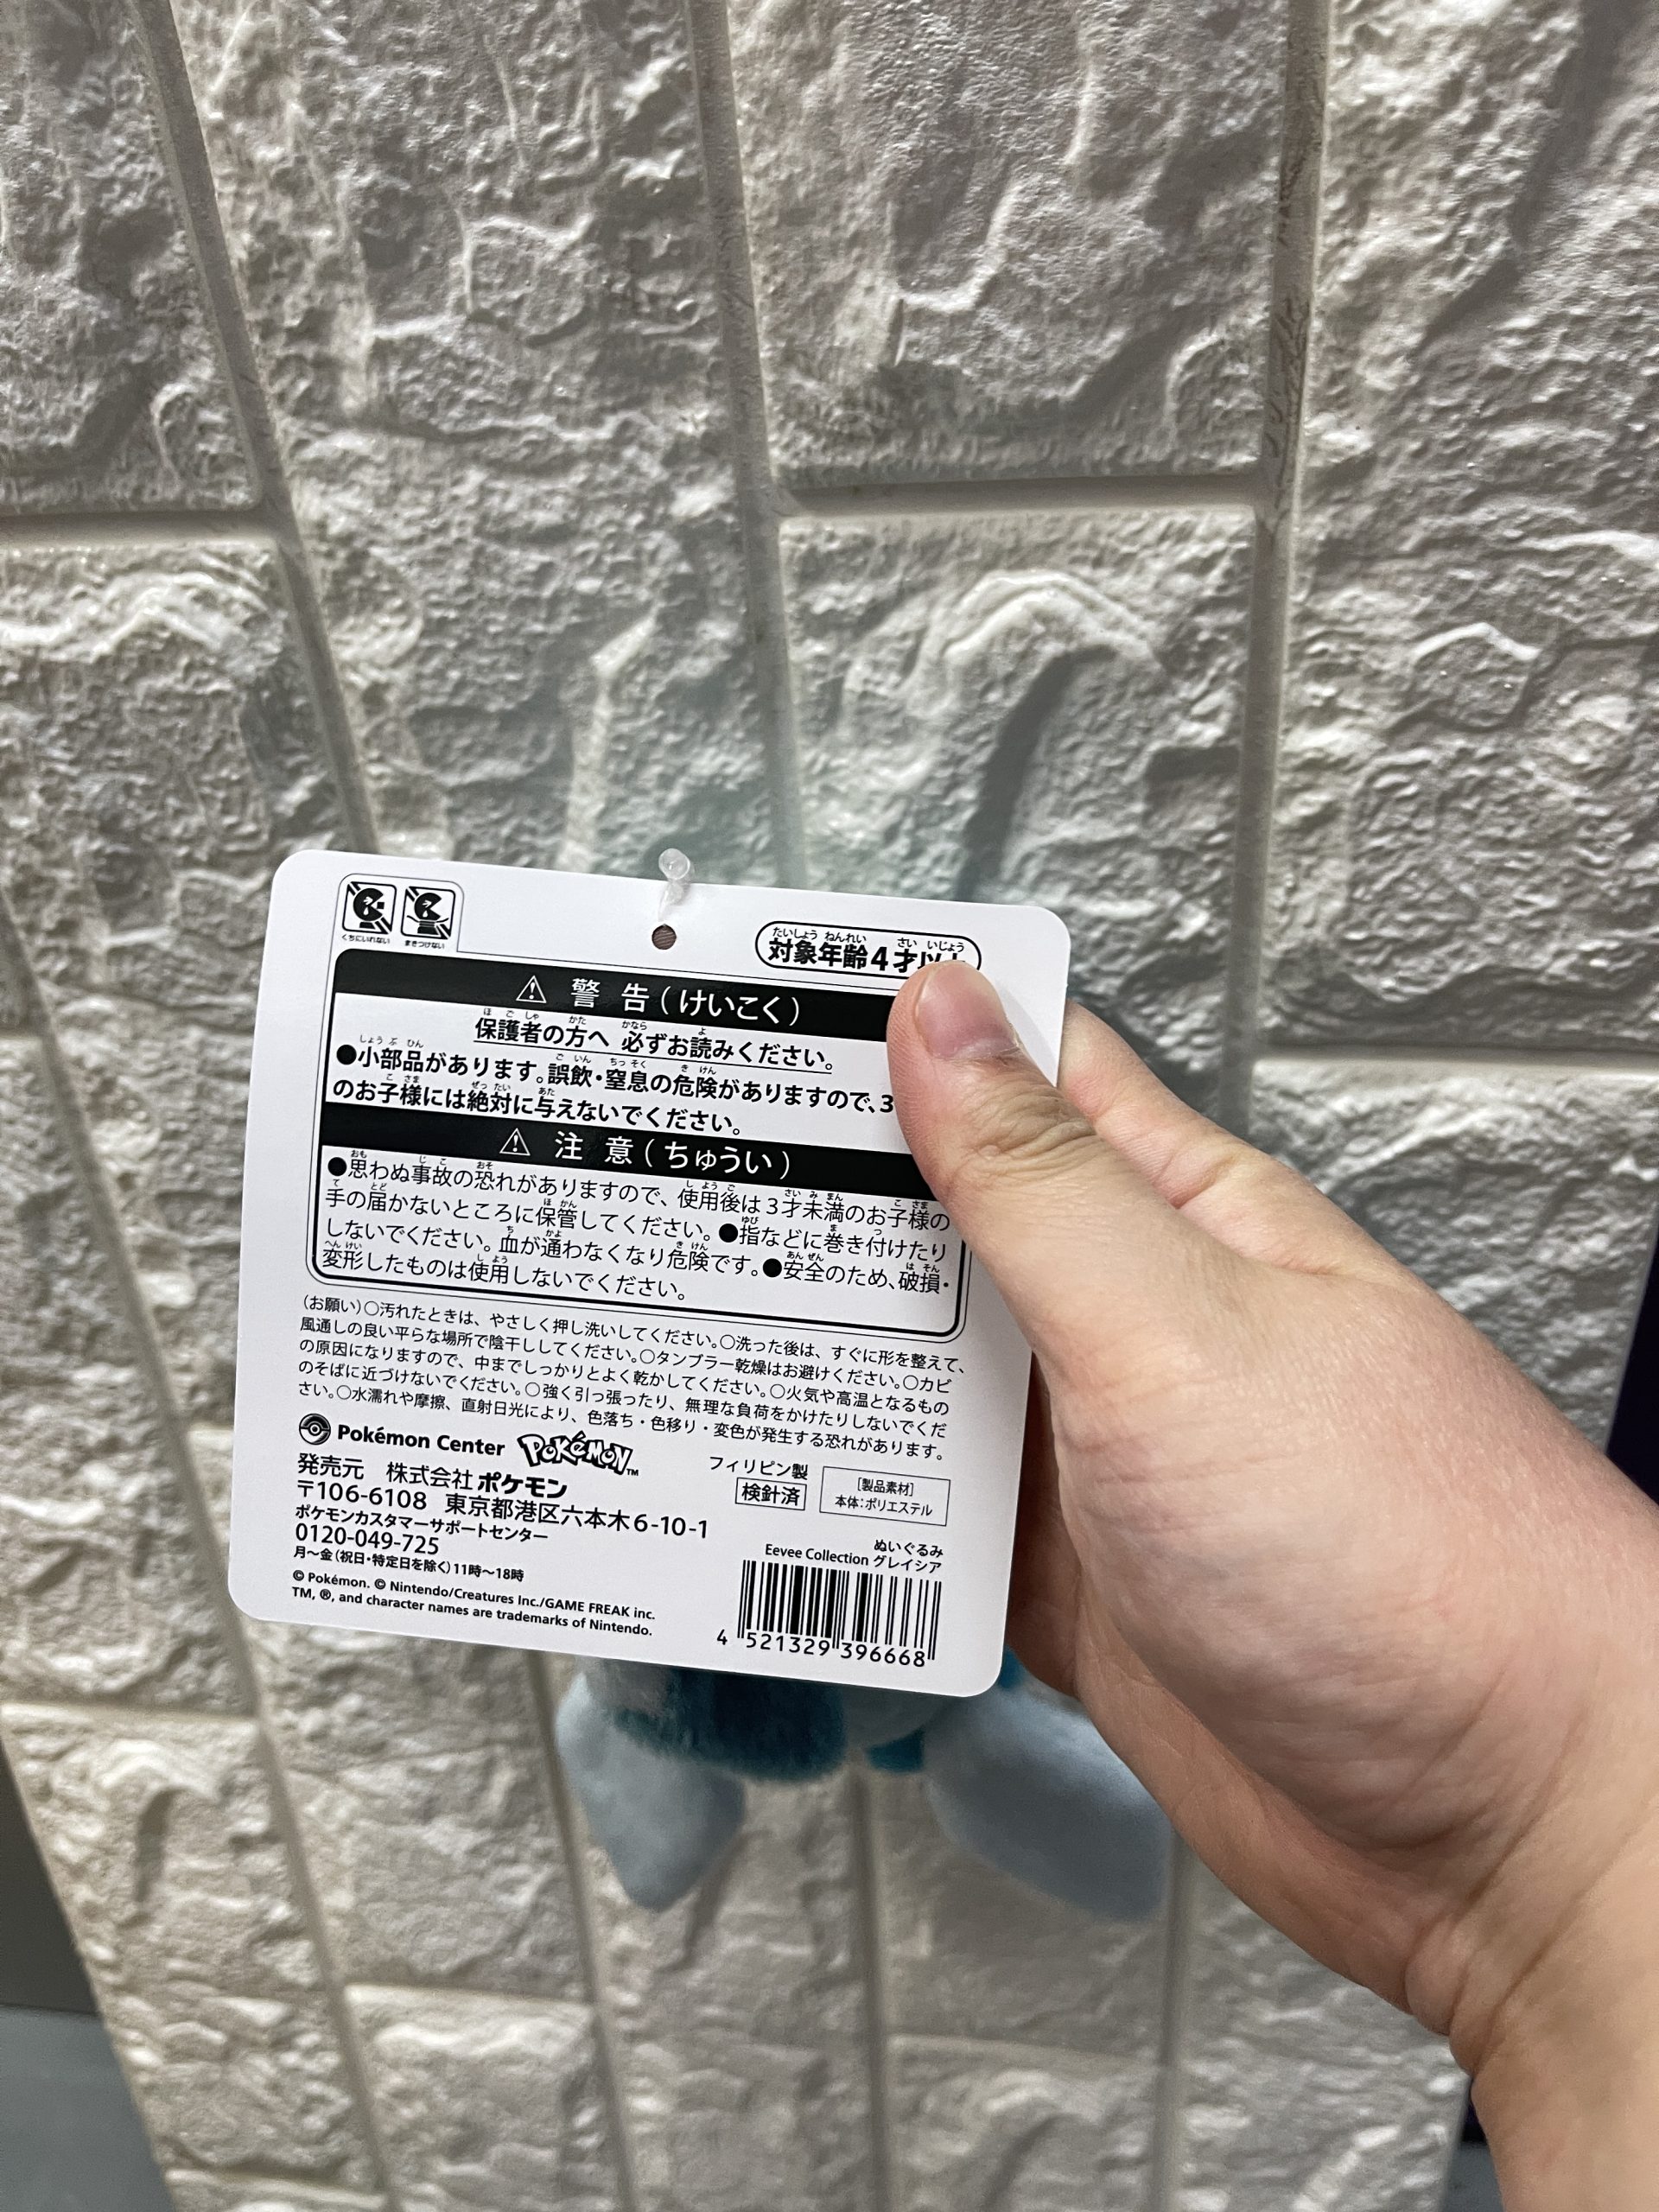 くちにいれない まきつけない
対象年齢4才以上
⚠ 警告(けいこく)
保護者の方へ 必ずお読みください。
●小部品があります。誤飲・窒息の危険がありますので、3
のお子様には絶対に与えないでください。
⚠ 注意(ちゅうい)
●思わぬ事故の恐れがありますので、使用後は3才未満のお子様の
手の届かないところに保管してください。●指などに巻き付けたり
しないでください。血が通わなくなり危険です。●安全のため、破損・
変形したものは使用しないでください。
(お願い)○汚れたときは、やさしく押し洗いしてください。○洗った後は、すぐに形を整えて、
風通しの良い平らな場所で陰干ししてください。○タンブラー乾燥はお避けください。○カビ
の原因になりますので、中までしっかりとよく乾かしてください。○火気や高温となるもの
のそばに近づけないでください。○強く引っ張ったり、無理な負荷をかけたりしないでくだ
さい。○水濡れや摩擦、直射日光により、色落ち・色移り・変色が発生する恐れがあります。
Pokémon Center POKÉMON™
発売元 株式会社ポケモン
〒106-6108 東京都港区六本木6-10-1
ポケモンカスタマーサポートセンター
0120-049-725
月～金(祝日・特定日を除く)11時～18時
© Pokémon. © Nintendo/Creatures Inc./GAME FREAK inc.
TM, ®, and character names are trademarks of Nintendo.
フィリピン製
検針済
[製品素材]
本体:ポリエステル
ぬいぐるみ
Eevee Collection グレイシア
4 521329 396668